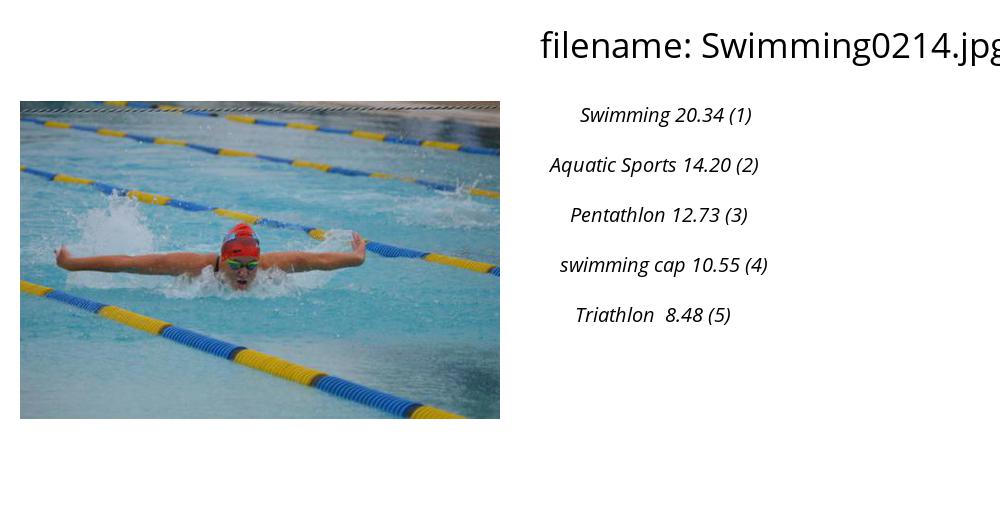 filename: Swimming0214.jpg
Swimming 20.34 (1)
Aquatic Sports 14.20 (2)
Pentathlon 12.73 (3)
swimming cap 10.55 (4)
Triathlon  8.48 (5)